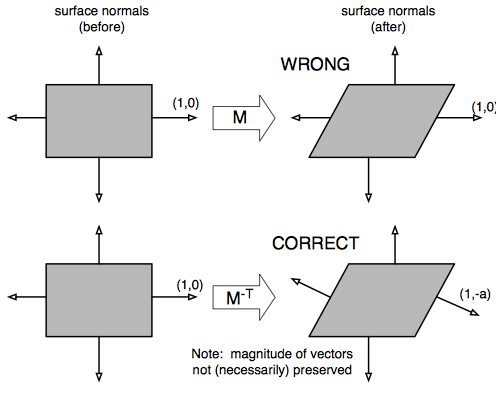 surface normals
(before)
surface normals
(after)
WRONG
(1,0)
M
(1,0)
CORRECT
(1,0)
M-T
(1,-a)
Note: magnitude of vectors
not (necessarily) preserved